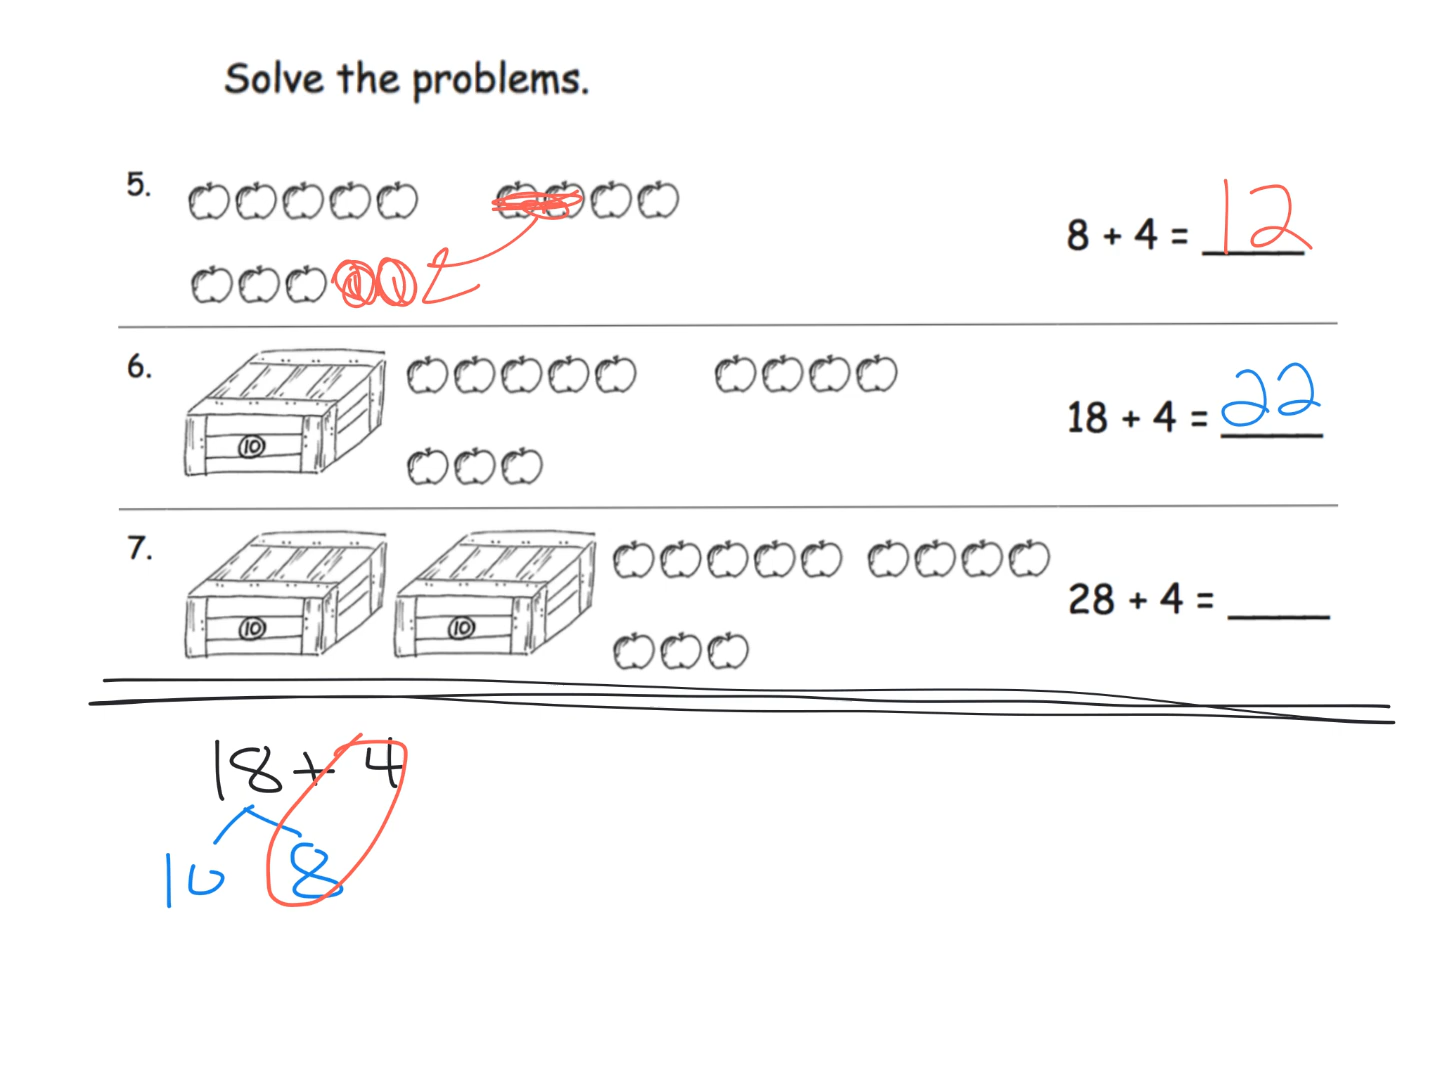 Solve the problems.
5.
8 + 4 = 12
6.
10
18 + 4 = 22
7.
10 10
28 + 4 = ____
18 + 4
10 8